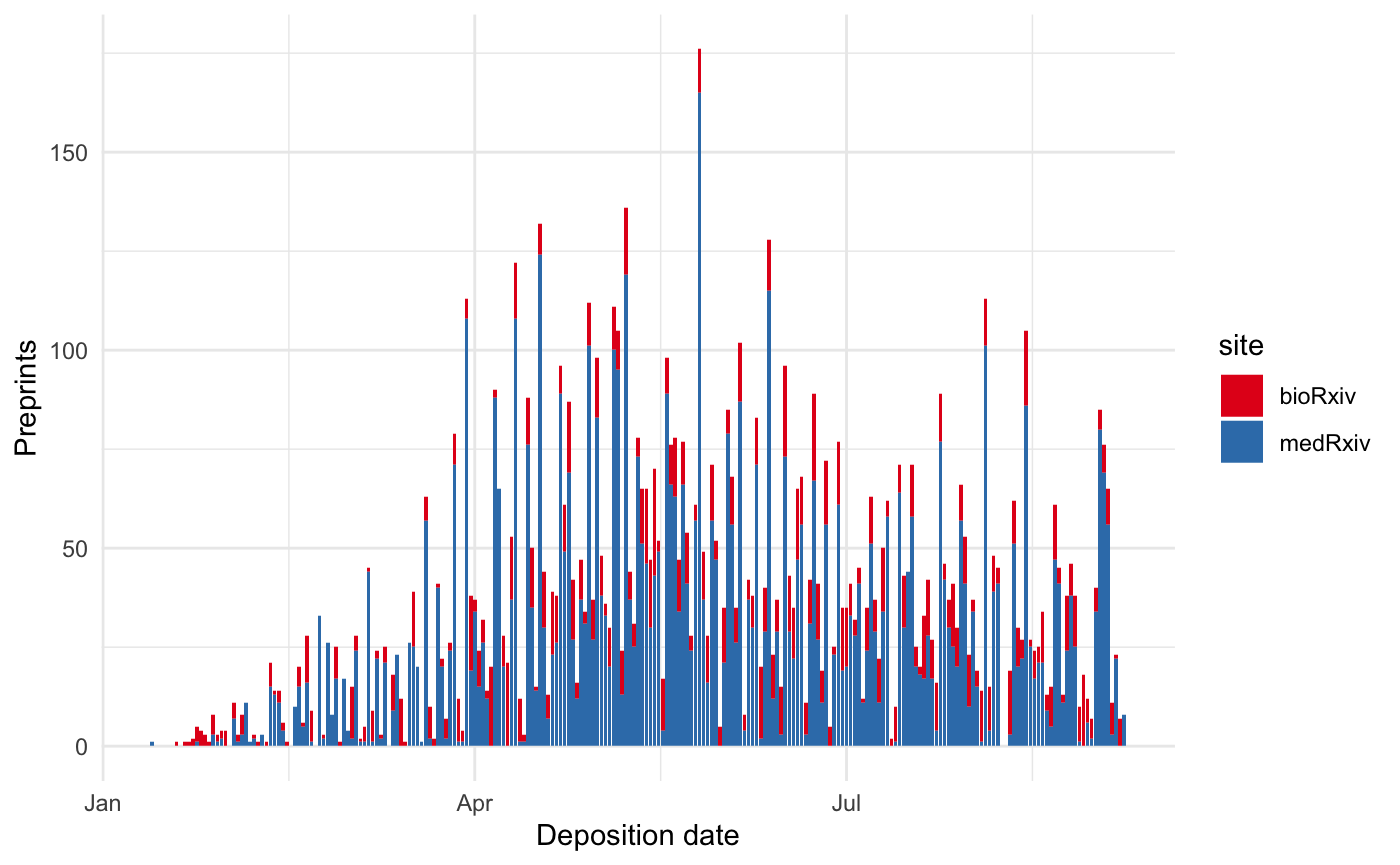 150
100
50
0
Preprints
Jan
Apr
Jul
Deposition date
site
bioRxiv
medRxiv